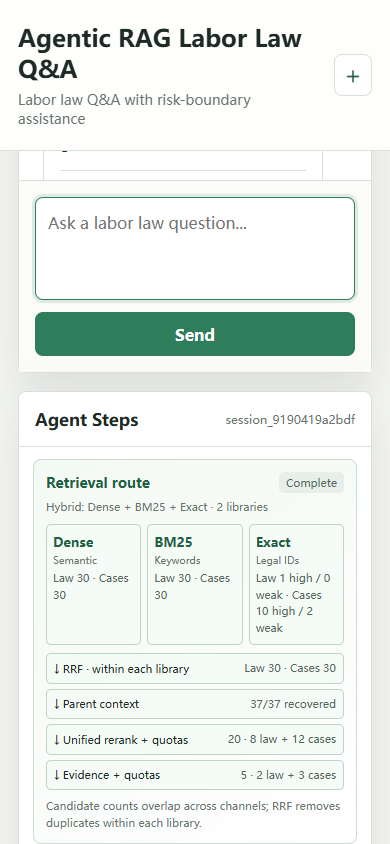 Agentic RAG Labor Law
Q&A
+
Labor law Q&A with risk-boundary
assistance
Ask a labor law question...
Send
Agent Steps
session_9190419a2bdf
Retrieval route
Complete
Hybrid: Dense + BM25 + Exact · 2 libraries
Dense
Semantic
Law 30 · Cases
30
BM25
Keywords
Law 30 · Cases
30
Exact
Legal IDs
Law 1 high / 0
weak · Cases
10 high / 2
weak
↓ RRF · within each library
Law 30 · Cases 30
↓ Parent context
37/37 recovered
↓ Unified rerank + quotas
20 · 8 law + 12 cases
↓ Evidence + quotas
5 · 2 law + 3 cases
Candidate counts overlap across channels; RRF removes
duplicates within each library.